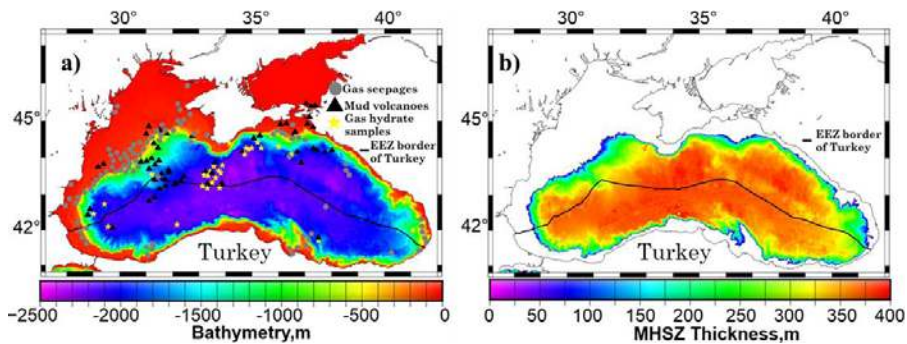 30° 35° 40°
a)
Gas seepages
Mud volcanoes
Gas hydrate
samples
EEZ border
of Turkey
45°
42°
Turkey
-2500 -2000 -1500 -1000 -500 0
Bathymetry,m
30° 35° 40°
b)
EEZ border
of Turkey
45°
42°
Turkey
0 50 100 150 200 250 300 350 400
MHSZ Thickness,m